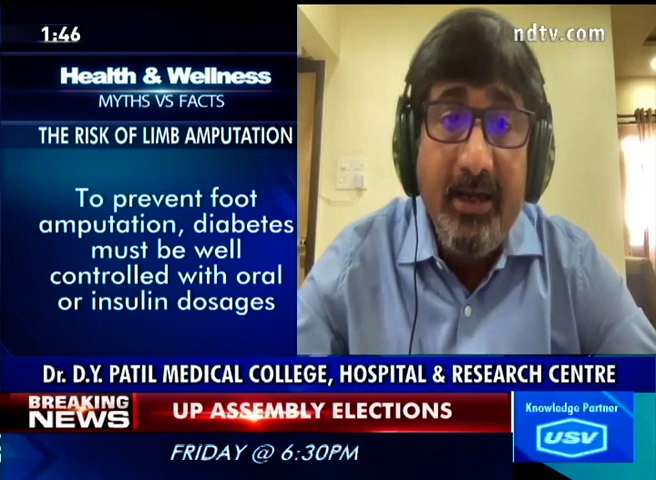 1:46
ndtv.com
Health & Wellness
MYTHS VS FACTS
THE RISK OF LIMB AMPUTATION
To prevent foot
amputation, diabetes
must be well
controlled with oral
or insulin dosages
Dr. D.Y. PATIL MEDICAL COLLEGE, HOSPITAL & RESEARCH CENTRE
BREAKING
NEWS
UP ASSEMBLY ELECTIONS
FRIDAY @ 6:30PM
Knowledge Partner
USV